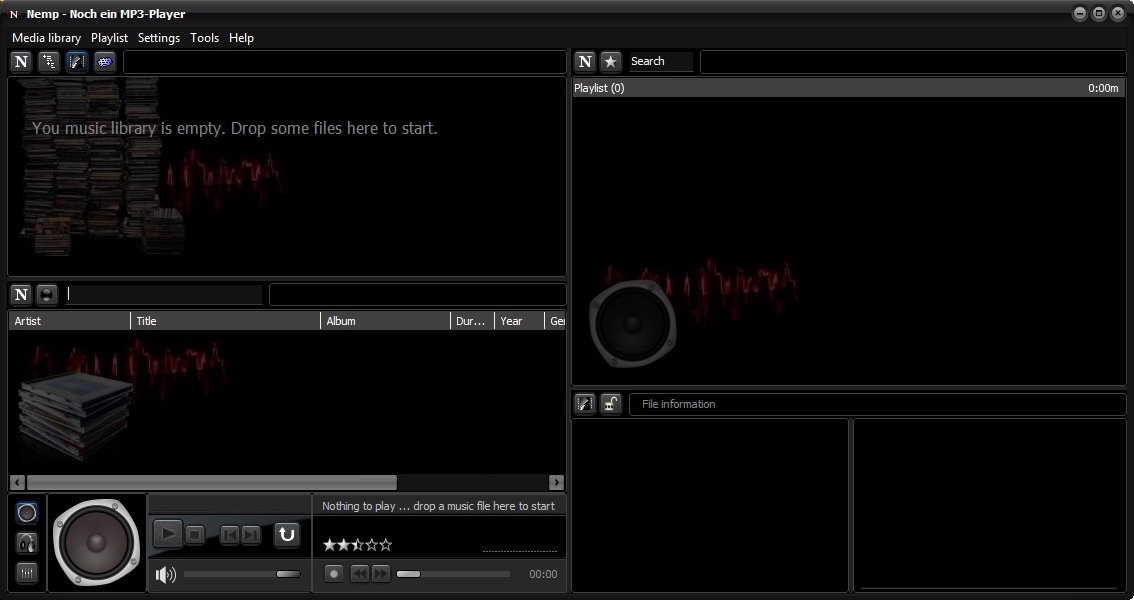 N Nemp - Noch ein MP3-Player
Media library Playlist Settings Tools Help
N
You music library is empty. Drop some files here to start.
N
Artist Title Album Dur... Year Ge
N Search
Playlist (0) 0:00m
File information
Nothing to play ... drop a music file here to start
00:00